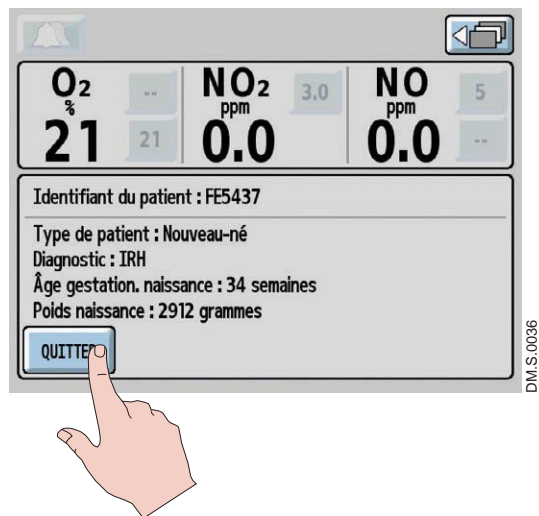 O2 NO2 NO
% ppm ppm
-- 3.0 5
21 21 0.0 0.0 --
Identifiant du patient : FE5437
Type de patient : Nouveau-né
Diagnostic : IRH
Âge gestation. naissance : 34 semaines
Poids naissance : 2912 grammes
QUITTER
DM.S.0036